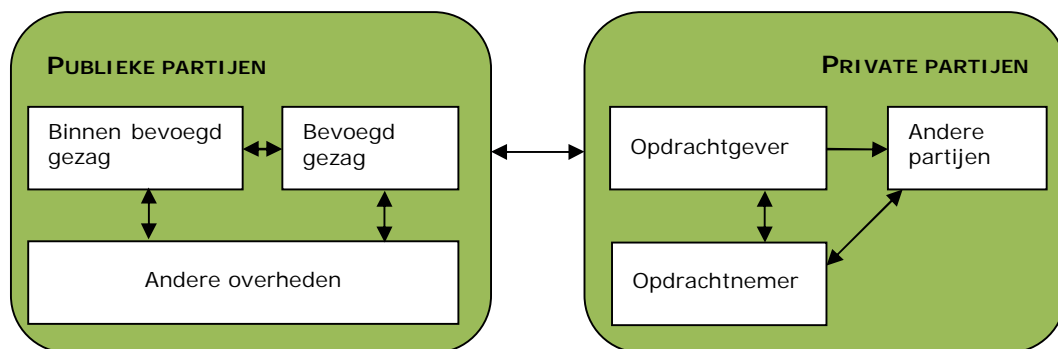 PUBLIEKE PARTIJEN
Binnen bevoegd
gezag
Bevoegd
gezag
Andere overheden
PRIVATE PARTIJEN
Opdrachtgever
Andere
partijen
Opdrachtnemer